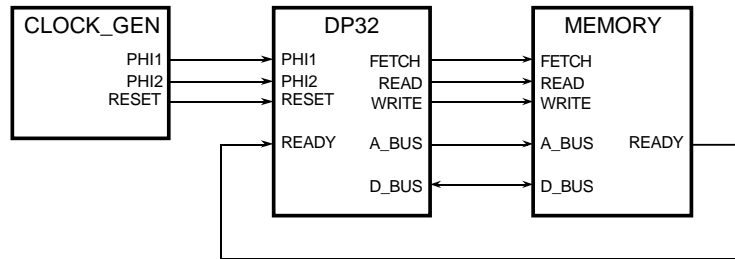 CLOCK_GEN
PHI1
PHI2
RESET
DP32
PHI1
PHI2
RESET
READY
FETCH
READ
WRITE
A_BUS
D_BUS
MEMORY
FETCH
READ
WRITE
A_BUS
D_BUS
READY